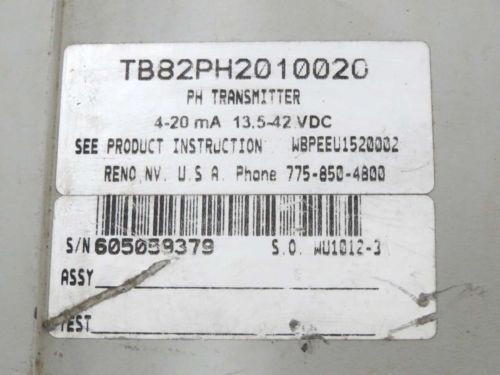 TB82PH2010020
PH TRANSMITTER
4-20 mA 13.5-42 VDC
SEE PRODUCT INSTRUCTION WBPEEU1520002
RENO, NV. U.S A. Phone 775-850-4800
S/N 605059379 S.O. WU1012-3
ASSY
TEST